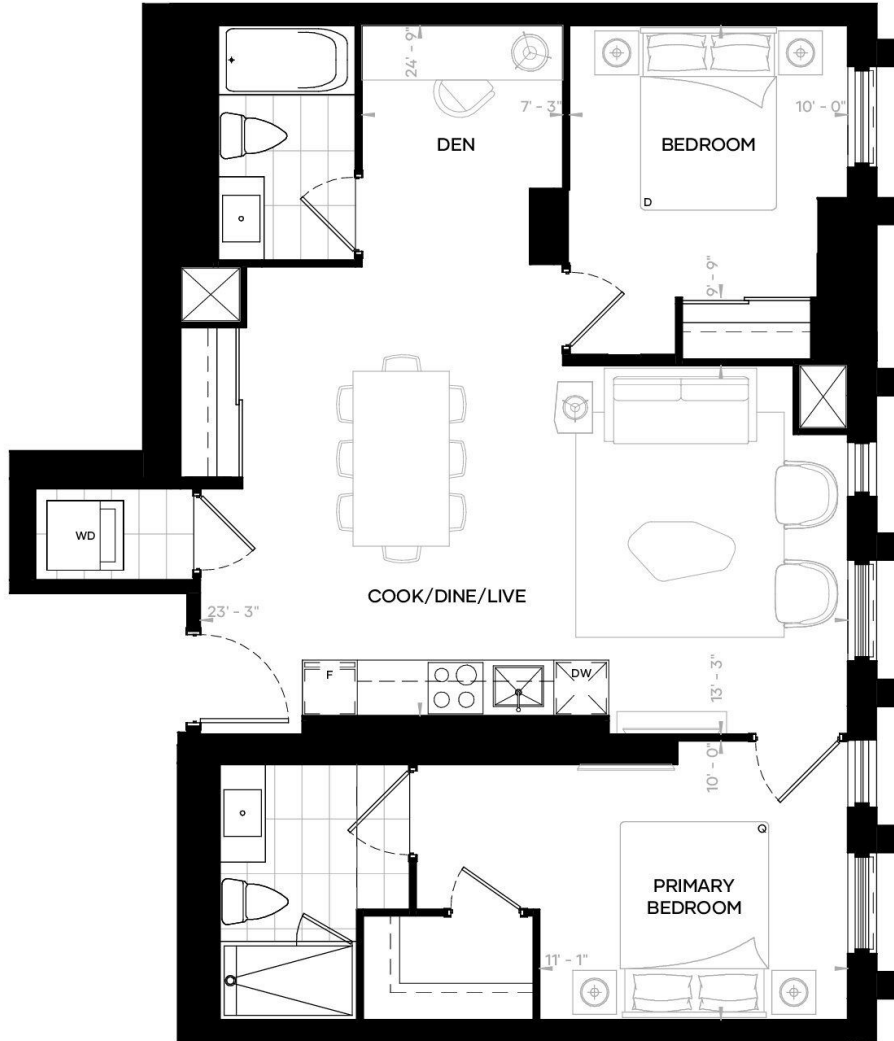 24' - 9"
7' - 3"
10' - 0"
DEN
BEDROOM
D
9' - 9"
WD
COOK/DINE/LIVE
23' - 3"
F
DW
13' - 3"
10' - 0"
Q
PRIMARY
BEDROOM
11' - 1"